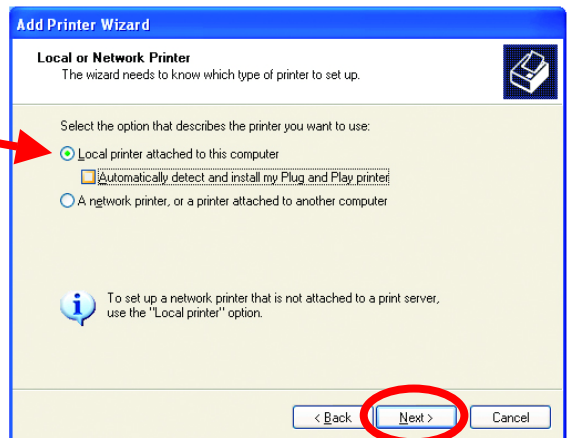 Add Printer Wizard
Local or Network Printer
The wizard needs to know which type of printer to set up.
Select the option that describes the printer you want to use:
Local printer attached to this computer
Automatically detect and install my Plug and Play printer
A network printer, or a printer attached to another computer
To set up a network printer that is not attached to a print server,
use the "Local printer" option.
< Back Next > Cancel